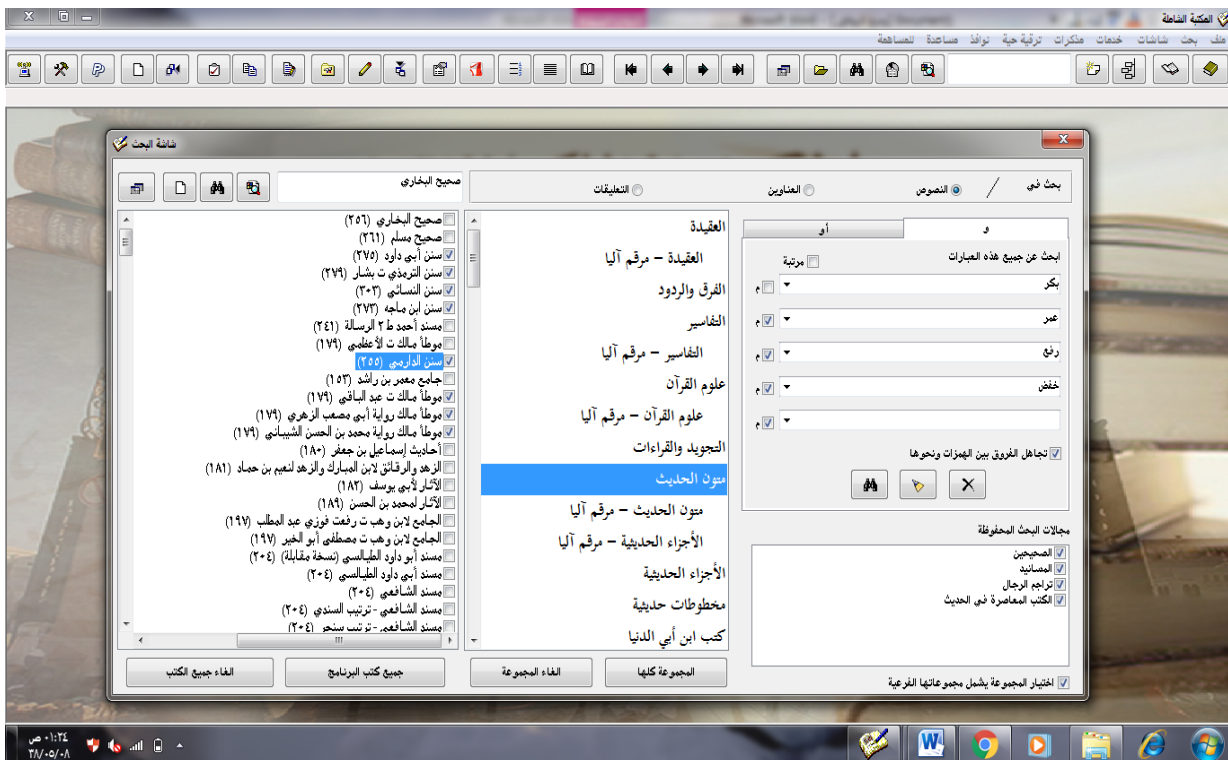 المكتبة الشاملة
ملف بحث شاشات خدمات مذكرات ترقية حية نوافذ مساعدة للمساهمة
شاشة البحث
بحث في
النصوص
العناوين
التعليقات
صحيح البخاري
و
أو
ابحث عن جميع هذه العبارات
مرتبة
بكر
م
عمر
م
رفع
م
خفض
م
م
تجاهل الفروق بين الهمزات ونحوها
مجالات البحث المحفوظة
الصحيحين
المسانيد
تراجم الرجال
الكتب المعاصرة في الحديث
اختيار المجموعة يشمل مجموعاتها الفرعية
العقيدة
العقيدة – مرقم آليا
الفرق والردود
التفاسير
التفاسير – مرقم آليا
علوم القرآن
علوم القرآن – مرقم آليا
التجويد والقراءات
متون الحديث
متون الحديث – مرقم آليا
الأجزاء الحديثية – مرقم آليا
الأجزاء الحديثية
مخطوطات حديثية
كتب ابن أبي الدنيا
المجموعة كلها
الغاء المجموعة
صحيح البخاري (٢٥٦)
صحيح مسلم (٢٦١)
سنن أبي داود (٢٧٥)
سنن الترمذي ت بشار (٢٧٩)
سنن النسائي (٣٠٣)
سنن ابن ماجه (٢٧٣)
مسند أحمد ط ٢ الرسالة (٢٤١)
موطأ مالك ت الأعظمي (١٧٩)
سنن الدارمي (٢٥٥)
جامع معمر بن راشد (١٥٣)
موطأ مالك ت عبد الباقي (١٧٩)
موطأ مالك رواية أبي مصعب الزهري (١٧٩)
موطأ مالك رواية محمد بن الحسن الشيباني (١٧٩)
أحاديث إسماعيل بن جعفر (١٨٠)
الزهد والرقائق لابن المبارك والزهد لنعيم بن حماد (١٨١)
الآثار لأبي يوسف (١٨٢)
الآثار لمحمد بن الحسن (١٨٩)
الجامع لابن وهب ت رفعت فوزي عبد المطلب (١٩٧)
الجامع لابن وهب ت مصطفى أبو الخير (١٩٧)
مسند أبو داود الطيالسي (نسخة مقابلة) (٢٠٤)
مسند أبي داود الطيالسي (٢٠٤)
مسند الشافعي (٢٠٤)
مسند الشافعي -ترتيب السندي (٢٠٤)
مسند الشافعي -ترتيب سنجر (٢٠٤)
جميع كتب البرنامج
الغاء جميع الكتب
٠١:٢٤ ص
٣٨/٠٥/٠٨